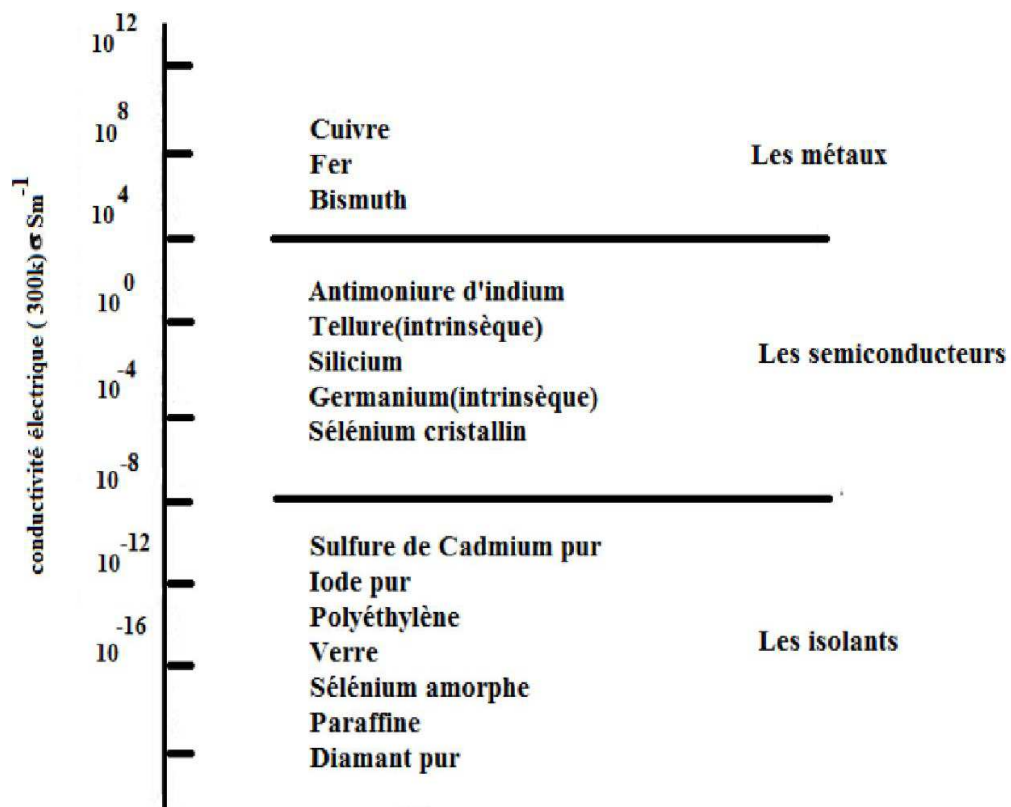 10^12
10^8
10^4
10^0
10^-4
10^-8
10^-12
10^-16
conductivité électrique ( 300k) σ Sm^-1
Cuivre
Fer
Bismuth
Les métaux
Antimoniure d'indium
Tellure(intrinsèque)
Silicium
Germanium(intrinsèque)
Sélénium cristallin
Les semiconducteurs
Sulfure de Cadmium pur
Iode pur
Polyéthylène
Verre
Sélénium amorphe
Paraffine
Diamant pur
Les isolants